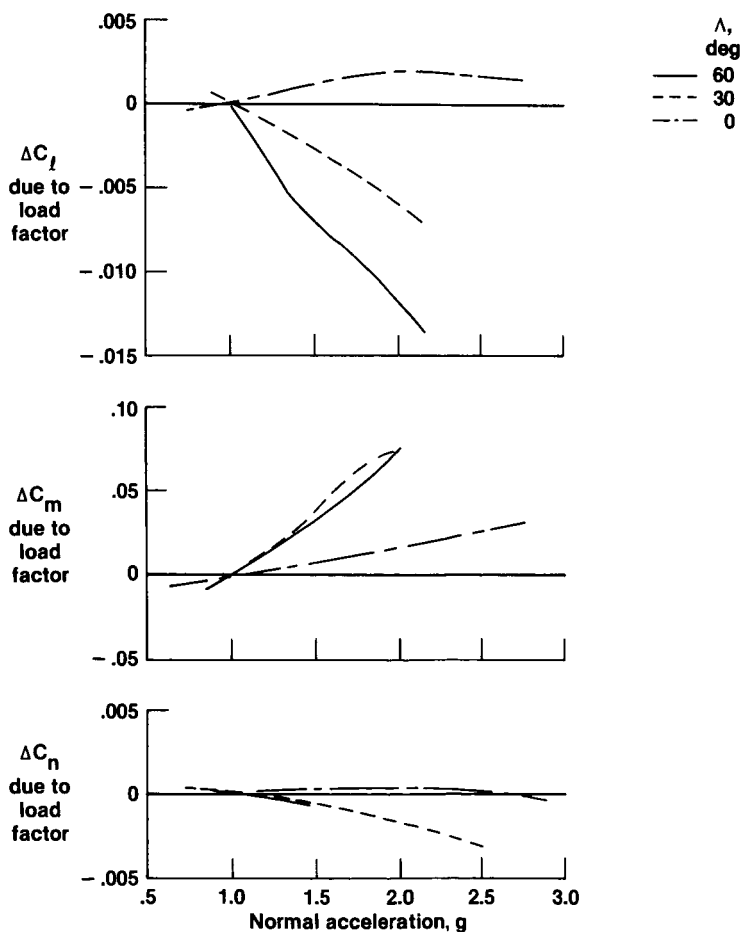 Λ,
deg
60
30
0
.005
0
−.005
−.010
−.015
ΔCℓ
due to
load
factor
.10
.05
0
−.05
ΔCm
due to
load
factor
.005
0
−.005
ΔCn
due to
load
factor
.5 1.0 1.5 2.0 2.5 3.0
Normal acceleration, g